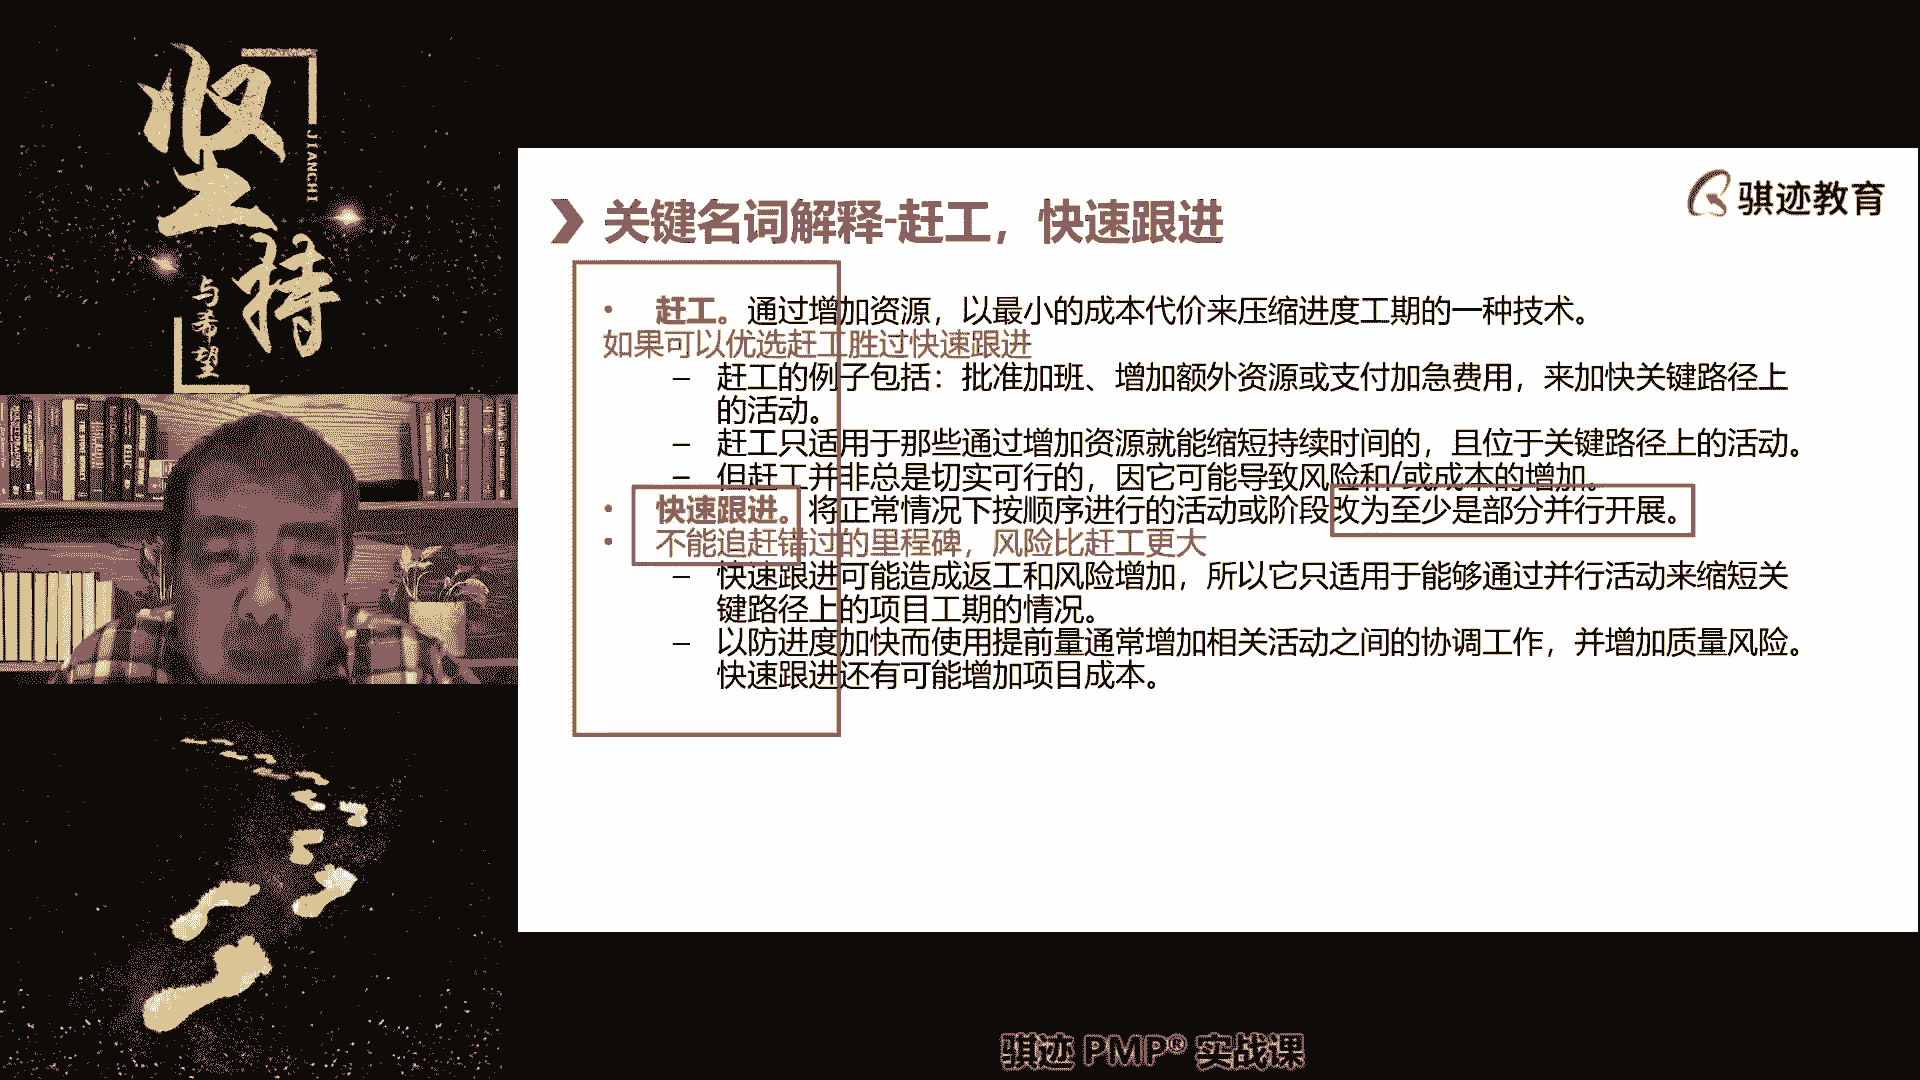 坚
持
JIANCHI
与希望
骐迹教育
关键名词解释-赶工，快速跟进
• 赶工。通过增加资源，以最小的成本代价来压缩进度工期的一种技术。
如果可以优选赶工胜过快速跟进
– 赶工的例子包括：批准加班、增加额外资源或支付加急费用，来加快关键路径上
的活动。
– 赶工只适用于那些通过增加资源就能缩短持续时间的，且位于关键路径上的活动。
– 但赶工并非总是切实可行的，因它可能导致风险和/或成本的增加。
• 快速跟进。将正常情况下按顺序进行的活动或阶段改为至少是部分并行开展。
• 不能追赶错过的里程碑，风险比赶工更大
– 快速跟进可能造成返工和风险增加，所以它只适用于能够通过并行活动来缩短关
键路径上的项目工期的情况。
– 以防进度加快而使用提前量通常增加相关活动之间的协调工作，并增加质量风险。
快速跟进还有可能增加项目成本。
骐迹 PMP® 实战课